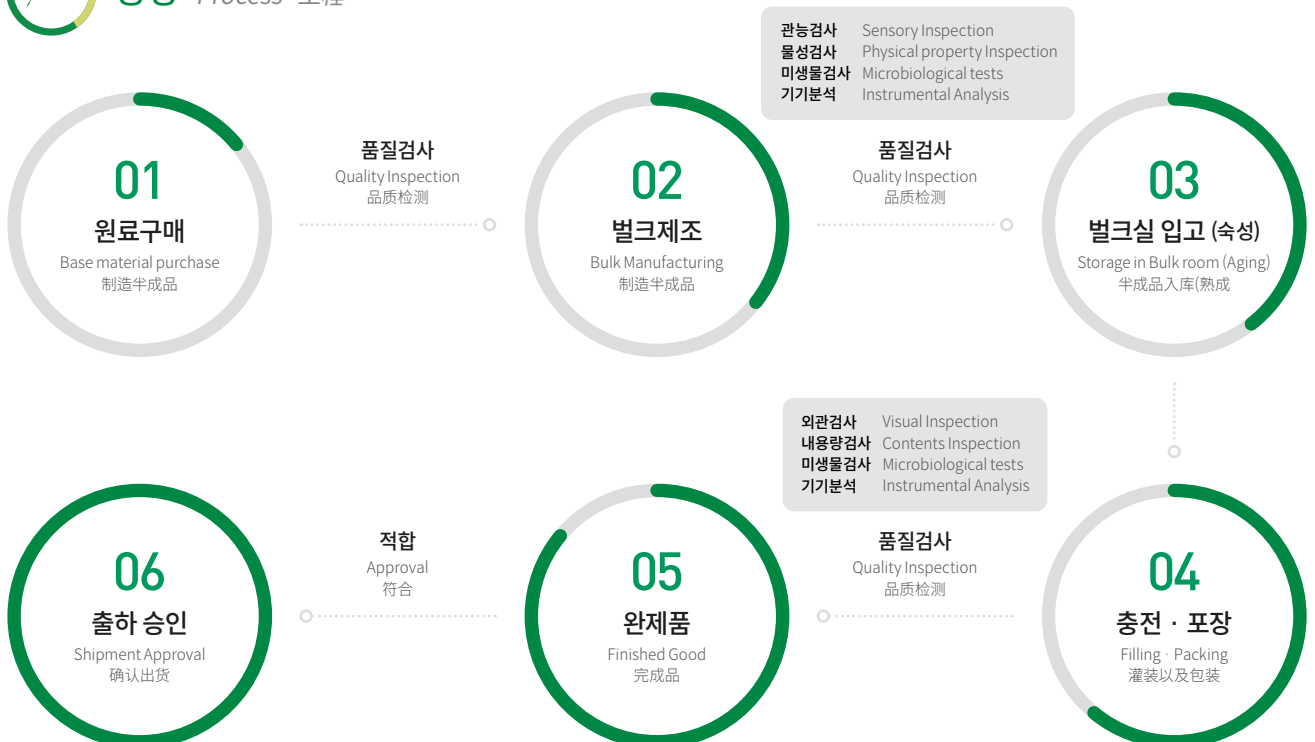 Process
관능검사 Sensory Inspection
물성검사 Physical property Inspection
미생물검사 Microbiological tests
기기분석 Instrumental Analysis
01
원료구매
Base material purchase
制造半成品
품질검사
Quality Inspection
品质检测
02
벌크제조
Bulk Manufacturing
制造半成品
품질검사
Quality Inspection
品质检测
03
벌크실 입고 (숙성)
Storage in Bulk room (Aging)
半成品入库(熟成
외관검사 Visual Inspection
내용량검사 Contents Inspection
미생물검사 Microbiological tests
기기분석 Instrumental Analysis
04
충전 · 포장
Filling · Packing
灌装以及包装
품질검사
Quality Inspection
品质检测
05
완제품
Finished Good
完成品
적합
Approval
符合
06
출하 승인
Shipment Approval
确认出货